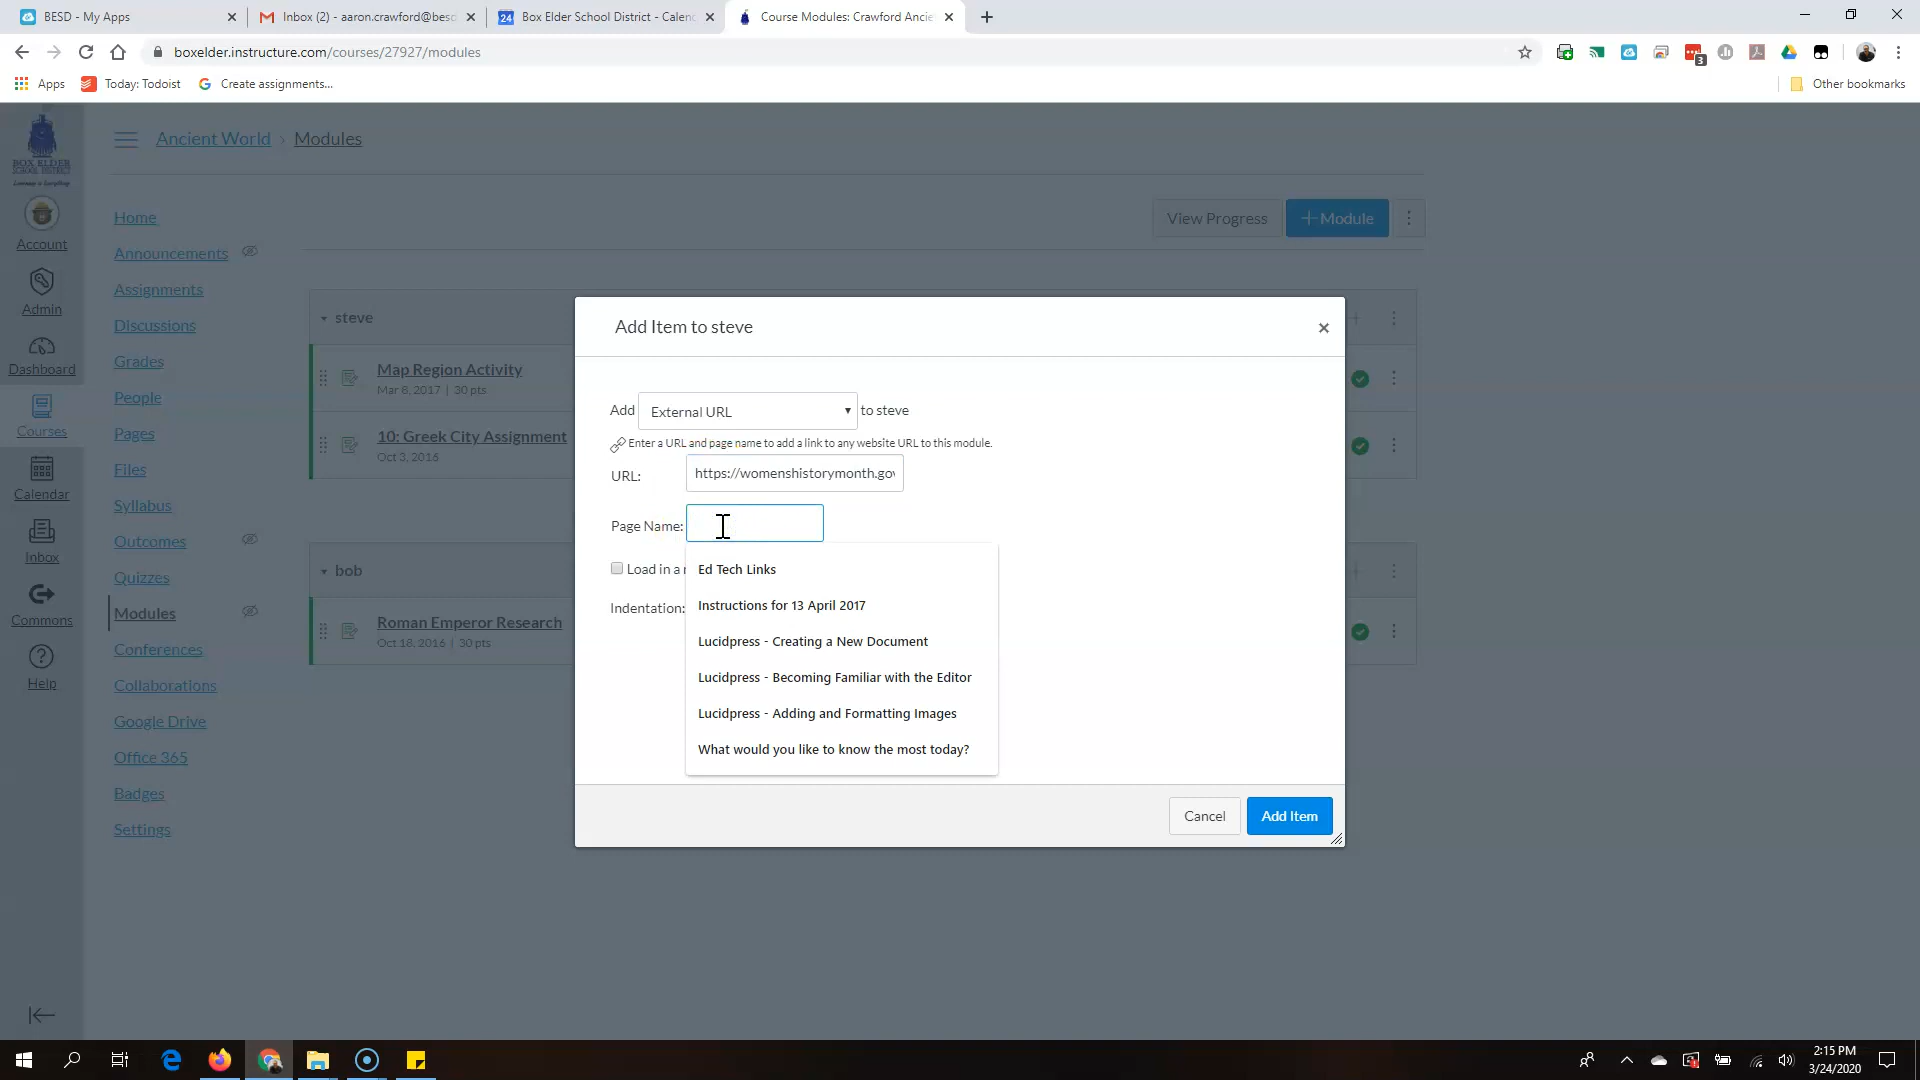 BESD - My Apps
Inbox (2) - aaron.crawford@besd
Box Elder School District - Calend
Course Modules: Crawford Ancie
boxelder.instructure.com/courses/27927/modules
3
Apps
Today: Todoist
Create assignments...
Other bookmarks
BOX ELDER
SCHOOL DISTRICT
Ancient World › Modules
View Progress
+ Module
Account
Admin
Dashboard
Courses
Calendar
Inbox
Commons
Help
Home
Announcements
Assignments
Discussions
Grades
People
Pages
Files
Syllabus
Outcomes
Quizzes
Modules
Conferences
Collaborations
Google Drive
Office 365
Badges
Settings
steve
Map Region Activity
Mar 6, 2017 | 30 pts
10: Greek City Assignment
Oct 3, 2016
bob
Roman Emperor Research
Oct 18, 2016 | 30 pts
Add Item to steve
Add External URL to steve
Enter a URL and page name to add a link to any website URL to this module.
URL: https://womenshistorymonth.gov
Page Name:
Load in a
Indentation:
Ed Tech Links
Instructions for 13 April 2017
Lucidpress - Creating a New Document
Lucidpress - Becoming Familiar with the Editor
Lucidpress - Adding and Formatting Images
What would you like to know the most today?
Cancel
Add Item
2:15 PM
3/24/2020